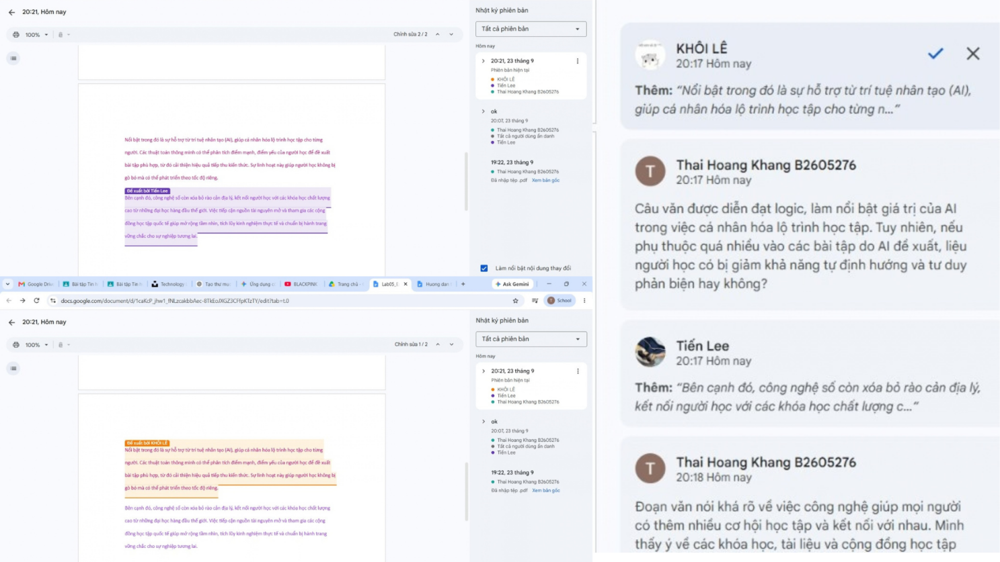 20:21, Hôm nay
100%
Chỉnh sửa 2 / 2
Nổi bật trong đó là sự hỗ trợ từ trí tuệ nhân tạo (AI), giúp cá nhân hóa lộ trình học tập cho từng
người. Các thuật toán thông minh có thể phân tích điểm mạnh, điểm yếu của người học để đề xuất
bài tập phù hợp, từ đó cải thiện hiệu quả tiếp thu kiến thức. Sự linh hoạt này giúp người học không bị
gò bó mà có thể phát triển theo tốc độ riêng.
Đề xuất bởi Tiến Lee
Bên cạnh đó, công nghệ số còn xóa bỏ rào cản địa lý, kết nối người học với các khóa học chất lượng
cao từ những đại học hàng đầu thế giới. Việc tiếp cận nguồn tài nguyên mở và tham gia các cộng
đồng học tập quốc tế giúp mở rộng tầm nhìn, tích lũy kinh nghiệm thực tế và chuẩn bị hành trang
vững chắc cho sự nghiệp tương lai.
Nhật ký phiên bản
Tất cả phiên bản
Hôm nay
20:21, 23 tháng 9
Phiên bản hiện tại
KHÔI LÊ
Tiến Lee
Thai Hoang Khang B2605276
ok
20:07, 23 tháng 9
Thai Hoang Khang B2605276
Tất cả người dùng ẩn danh
Tiến Lee
19:22, 23 tháng 9
Thai Hoang Khang B2605276
Đã nhập tệp .pdf Xem bản gốc
Làm nổi bật nội dung thay đổi
Google Drive
Bài tập Tin h
Bài tập Tin h
Technology
Tạo thư mục
Ứng dụng c
BLACKPINK
Trang chủ -
Lab05_E
Huong dan
Ask Gemini
docs.google.com/document/d/1caKcP_jhw1_fNLzcakbbAec-8TkEoJXGZ3CFfpKTzTY/edit?tab=t.0
School
20:21, Hôm nay
100%
Chỉnh sửa 1 / 2
Đề xuất bởi KHÔI LÊ
Nổi bật trong đó là sự hỗ trợ từ trí tuệ nhân tạo (AI), giúp cá nhân hóa lộ trình học tập cho từng
người. Các thuật toán thông minh có thể phân tích điểm mạnh, điểm yếu của người học để đề xuất
bài tập phù hợp, từ đó cải thiện hiệu quả tiếp thu kiến thức. Sự linh hoạt này giúp người học không bị
gò bó mà có thể phát triển theo tốc độ riêng.
Bên cạnh đó, công nghệ số còn xóa bỏ rào cản địa lý, kết nối người học với các khóa học chất lượng
cao từ những đại học hàng đầu thế giới. Việc tiếp cận nguồn tài nguyên mở và tham gia các cộng
đồng học tập quốc tế giúp mở rộng tầm nhìn, tích lũy kinh nghiệm thực tế và chuẩn bị hành trang
vững chắc cho sự nghiệp tương lai.
Nhật ký phiên bản
Tất cả phiên bản
Hôm nay
20:21, 23 tháng 9
Phiên bản hiện tại
KHÔI LÊ
Tiến Lee
Thai Hoang Khang B2605276
ok
20:07, 23 tháng 9
Thai Hoang Khang B2605276
Tất cả người dùng ẩn danh
Tiến Lee
19:22, 23 tháng 9
Thai Hoang Khang B2605276
Đã nhập tệp .pdf Xem bản gốc
KHÔI LÊ
20:17 Hôm nay
Thêm: “Nổi bật trong đó là sự hỗ trợ từ trí tuệ nhân tạo (AI),
giúp cá nhân hóa lộ trình học tập cho từng n...”
T
Thai Hoang Khang B2605276
20:17 Hôm nay
Câu văn được diễn đạt logic, làm nổi bật giá trị của AI
trong việc cá nhân hóa lộ trình học tập. Tuy nhiên, nếu
phụ thuộc quá nhiều vào các bài tập do AI đề xuất, liệu
người học có bị giảm khả năng tự định hướng và tư duy
phản biện hay không?
Tiến Lee
20:17 Hôm nay
Thêm: “Bên cạnh đó, công nghệ số còn xóa bỏ rào cản địa lý,
kết nối người học với các khóa học chất lượng c...”
T
Thai Hoang Khang B2605276
20:18 Hôm nay
Đoạn văn nói khá rõ về việc công nghệ giúp mọi người
có thêm nhiều cơ hội học tập và kết nối với nhau. Mình
thấy ý về các khóa học, tài liệu và cộng đồng học tập